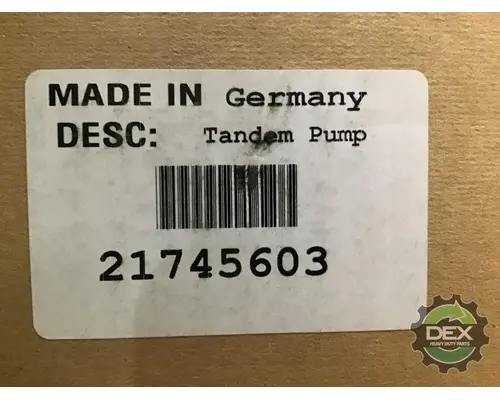 MADE IN Germany
DESC: Tandem Pump
21745603
DEX
HEAVY DUTY PARTS